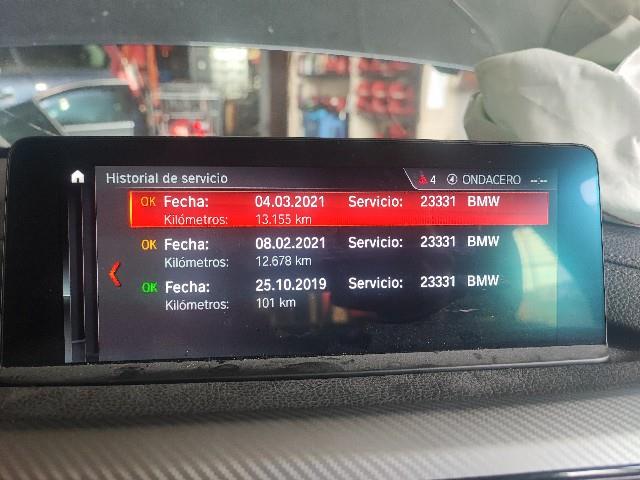 Historial de servicio 4 4 ONDACERO --:--
OK Fecha: 04.03.2021 Servicio: 23331 BMW
Kilómetros: 13.155 km
OK Fecha: 08.02.2021 Servicio: 23331 BMW
Kilómetros: 12.678 km
OK Fecha: 25.10.2019 Servicio: 23331 BMW
Kilómetros: 101 km